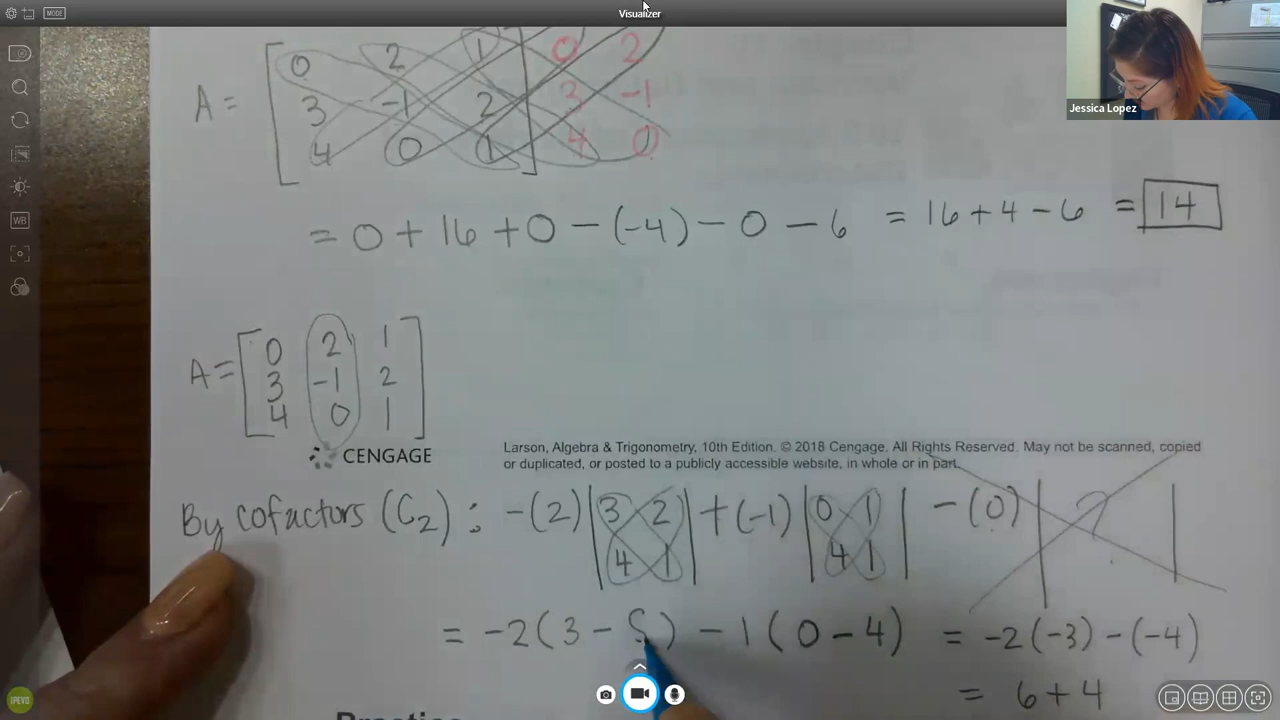 MODE
Visualizer
Jessica Lopez
A = [ 0 2 1 ] 0 2
3 -1 2 3 -1
4 0 1 4 0
= 0 + 16 + 0 - (-4) - 0 - 6 = 16 + 4 - 6 = 14
A = [ 0 2 1
3 -1 2
4 0 1 ]
CENGAGE
Larson, Algebra & Trigonometry, 10th Edition. © 2018 Cengage. All Rights Reserved. May not be scanned, copied
or duplicated, or posted to a publicly accessible website, in whole or in part.
By cofactors (C₂) : -(2) | 3 2 | + (-1) | 0 1 | - (0) | ? |
| 4 1 | | 4 1 |
= -2(3 - ) - 1(0 - 4) = -2(-3) - (-4)
= 6 + 4
WB
IPEVO